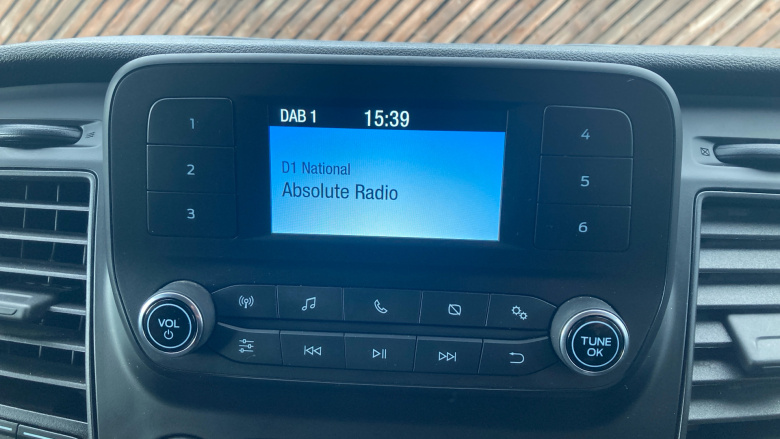 DAB 1 15:39
D1 National
Absolute Radio
1
2
3
4
5
6
VOL
TUNE
OK